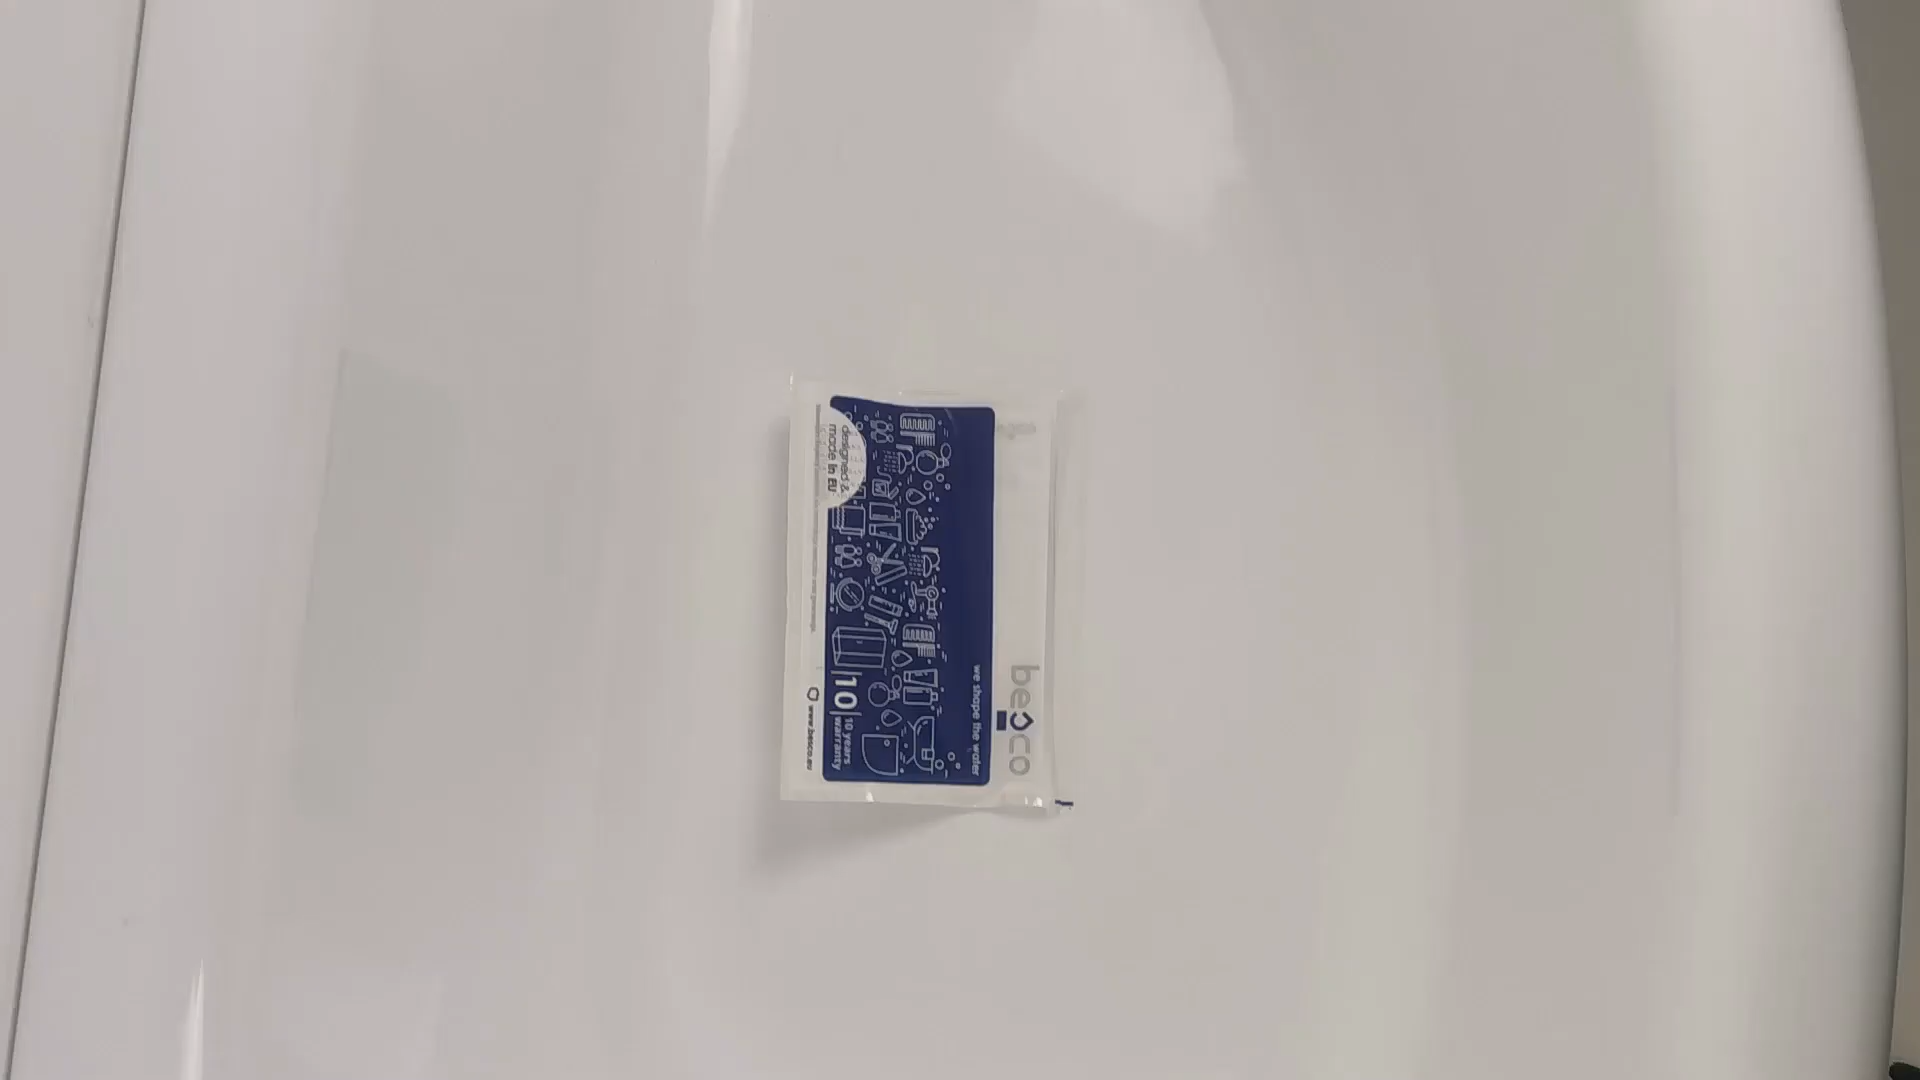 besco
we shape the water
designed &
made in EU
10
10 years
warranty
www.besco.eu